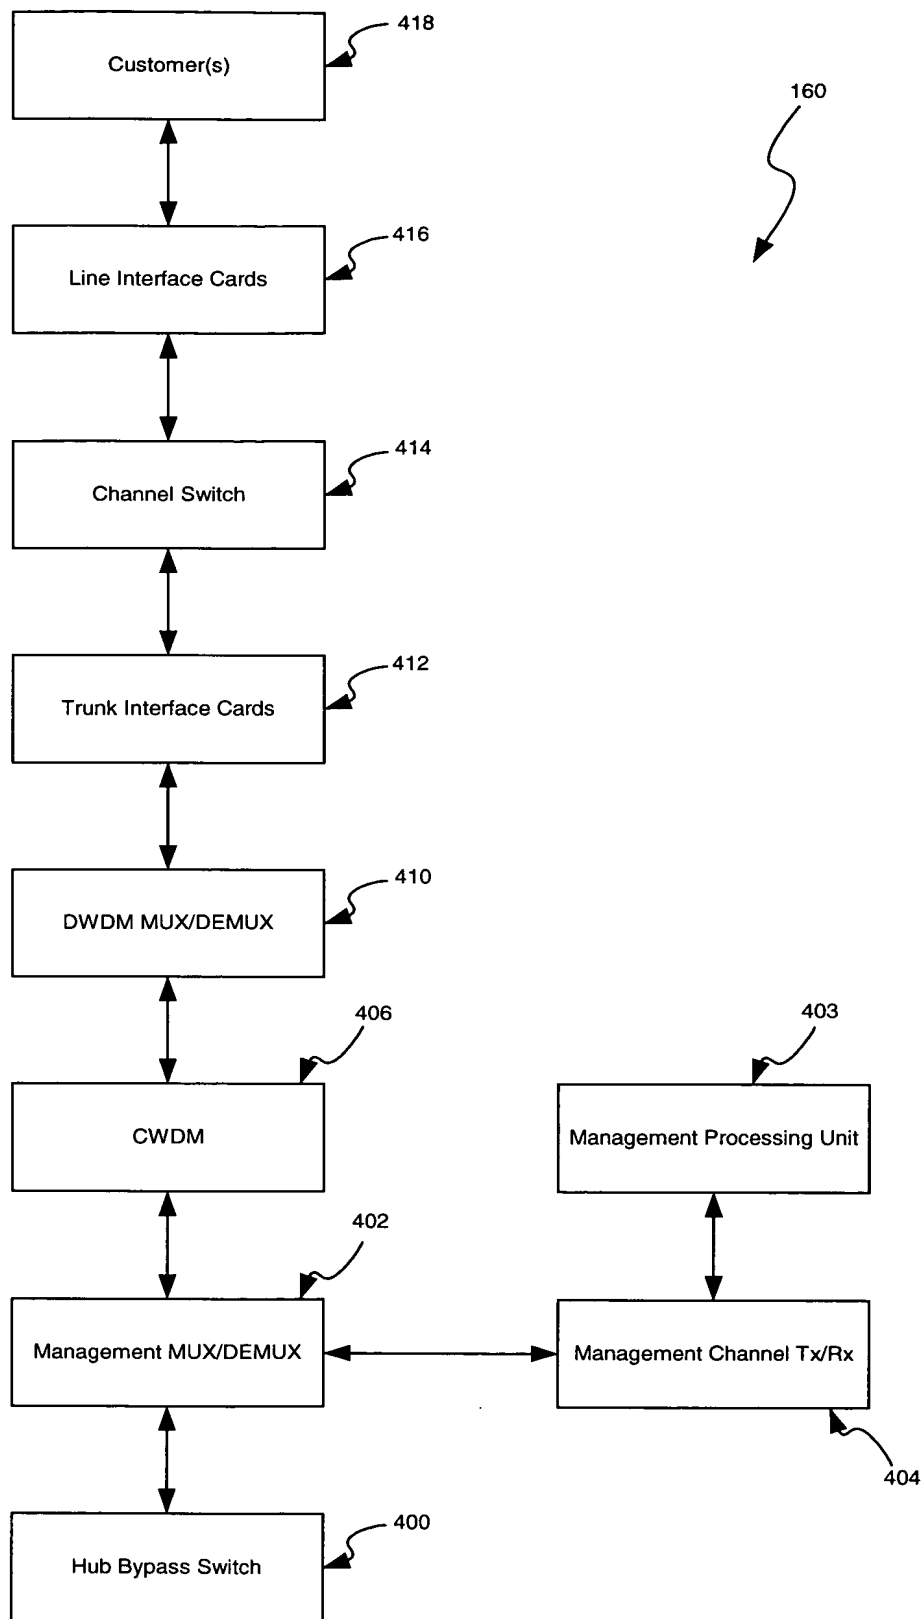 418
Customer(s)
160
416
Line Interface Cards
414
Channel Switch
412
Trunk Interface Cards
410
DWDM MUX/DEMUX
406
403
CWDM
Management Processing Unit
402
Management MUX/DEMUX
Management Channel Tx/Rx
404
400
Hub Bypass Switch